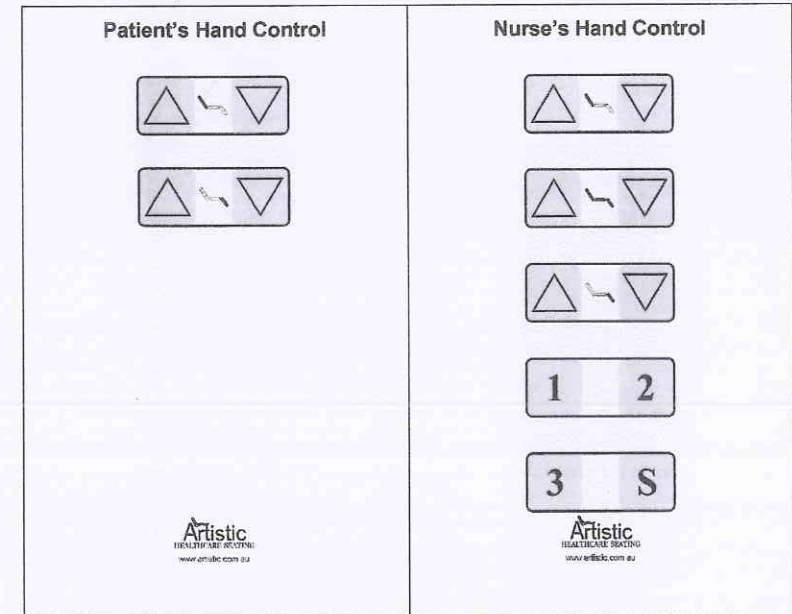 Patient's Hand Control
Artistic
HEALTHCARE SEATING
www.artistic.com.au
Nurse's Hand Control
1 2
3 S
Artistic
HEALTHCARE SEATING
www.artistic.com.au